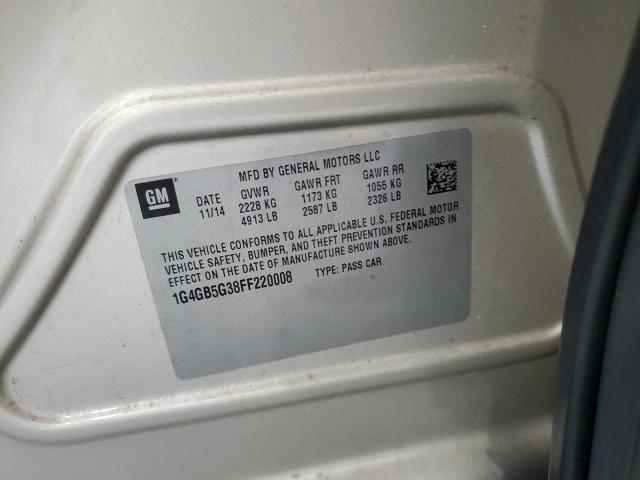 MFD BY GENERAL MOTORS LLC
GM
DATE GVWR GAWR FRT GAWR RR
11/14 2228 KG 1173 KG 1055 KG
4913 LB 2587 LB 2326 LB
THIS VEHICLE CONFORMS TO ALL APPLICABLE U.S. FEDERAL MOTOR
VEHICLE SAFETY, BUMPER, AND THEFT PREVENTION STANDARDS IN
EFFECT ON THE DATE OF MANUFACTURE SHOWN ABOVE.
1G4GB5G38FF220008 TYPE: PASS CAR